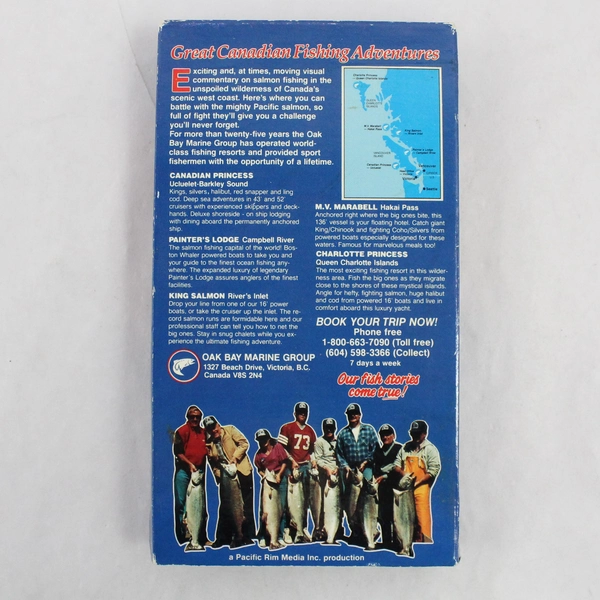 Great Canadian Fishing Adventures
Exciting and, at times, moving visual
commentary on salmon fishing in the
unspoiled wilderness of Canada's
scenic west coast. Here's where you can
battle with the mighty Pacific salmon, so
full of fight they'll give you a challenge
you'll never forget.
For more than twenty-five years the Oak
Bay Marine Group has operated world-
class fishing resorts and provided sport
fishermen with the opportunity of a lifetime.
CANADIAN PRINCESS
Ucluelet-Barkley Sound
Kings, silvers, halibut, red snapper and ling
cod. Deep sea adventures in 43' and 52'
cruisers with experienced skippers and deck-
hands. Deluxe shoreside - on ship lodging
with dining aboard the permanently anchored
ship.
PAINTER'S LODGE Campbell River
The salmon fishing capital of the world! Bos-
ton Whaler powered boats to take you and
your guide to the finest ocean fishing any-
where. The expanded luxury of legendary
Painter's Lodge assures anglers of the finest
facilities.
KING SALMON River's Inlet
Drop your line from one of our 16' power
boats, or take the cruiser up the inlet. The re-
cord salmon runs are formidable here and our
professional staff can tell you how to net the
big ones. Stay in snug chalets while you ex-
perience the ultimate fishing adventure.
OAK BAY MARINE GROUP
1327 Beach Drive, Victoria, B.C.
Canada V8S 2N4
M.V. MARABELL Hakai Pass
Anchored right where the big ones bite, this
136' vessel is your floating hotel. Catch giant
King/Chinook and fighting Coho/Silvers from
powered boats especially designed for these
waters. Famous for marvelous meals too!
CHARLOTTE PRINCESS
Queen Charlotte Islands
The most exciting fishing resort in this wilder-
ness area. Fish the big ones as they migrate
close to the shores of these mystical islands.
Angle for hefty, fighting salmon, huge halibut
and cod from powered 16' boats and live in
comfort aboard this luxury yacht.
BOOK YOUR TRIP NOW!
Phone free
1-800-663-7090 (Toll free)
(604) 598-3366 (Collect)
7 days a week
Our fish stories
come true!
73
a Pacific Rim Media Inc. production